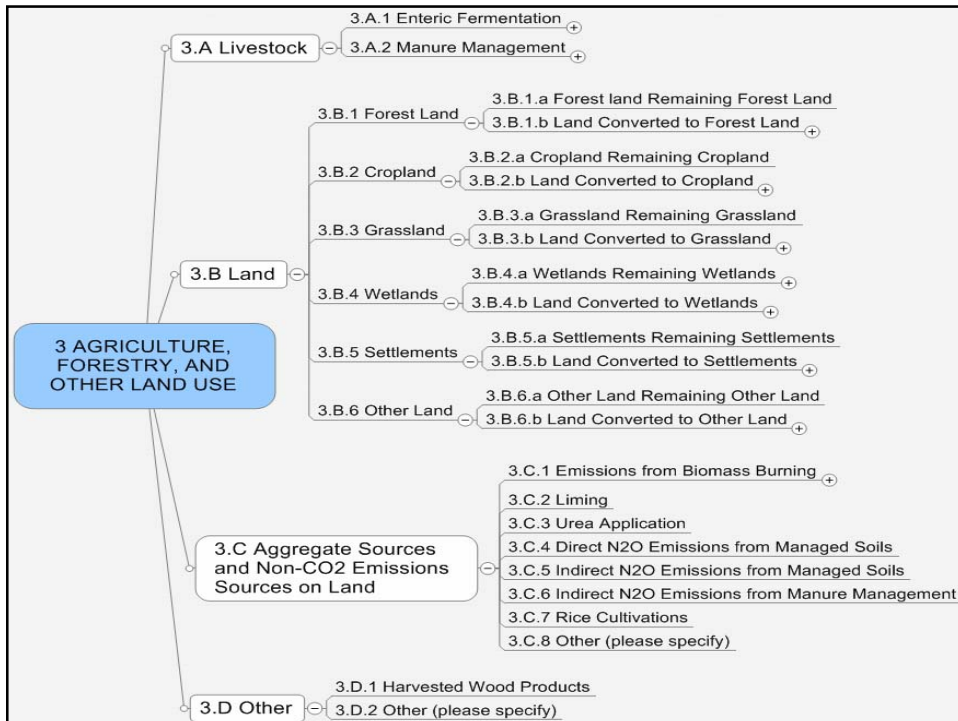 3 AGRICULTURE,
FORESTRY, AND
OTHER LAND USE
3.A Livestock
3.A.1 Enteric Fermentation
3.A.2 Manure Management
3.B Land
3.B.1 Forest Land
3.B.1.a Forest land Remaining Forest Land
3.B.1.b Land Converted to Forest Land
3.B.2 Cropland
3.B.2.a Cropland Remaining Cropland
3.B.2.b Land Converted to Cropland
3.B.3 Grassland
3.B.3.a Grassland Remaining Grassland
3.B.3.b Land Converted to Grassland
3.B.4 Wetlands
3.B.4.a Wetlands Remaining Wetlands
3.B.4.b Land Converted to Wetlands
3.B.5 Settlements
3.B.5.a Settlements Remaining Settlements
3.B.5.b Land Converted to Settlements
3.B.6 Other Land
3.B.6.a Other Land Remaining Other Land
3.B.6.b Land Converted to Other Land
3.C Aggregate Sources
and Non-CO2 Emissions
Sources on Land
3.C.1 Emissions from Biomass Burning
3.C.2 Liming
3.C.3 Urea Application
3.C.4 Direct N2O Emissions from Managed Soils
3.C.5 Indirect N2O Emissions from Managed Soils
3.C.6 Indirect N2O Emissions from Manure Management
3.C.7 Rice Cultivations
3.C.8 Other (please specify)
3.D Other
3.D.1 Harvested Wood Products
3.D.2 Other (please specify)